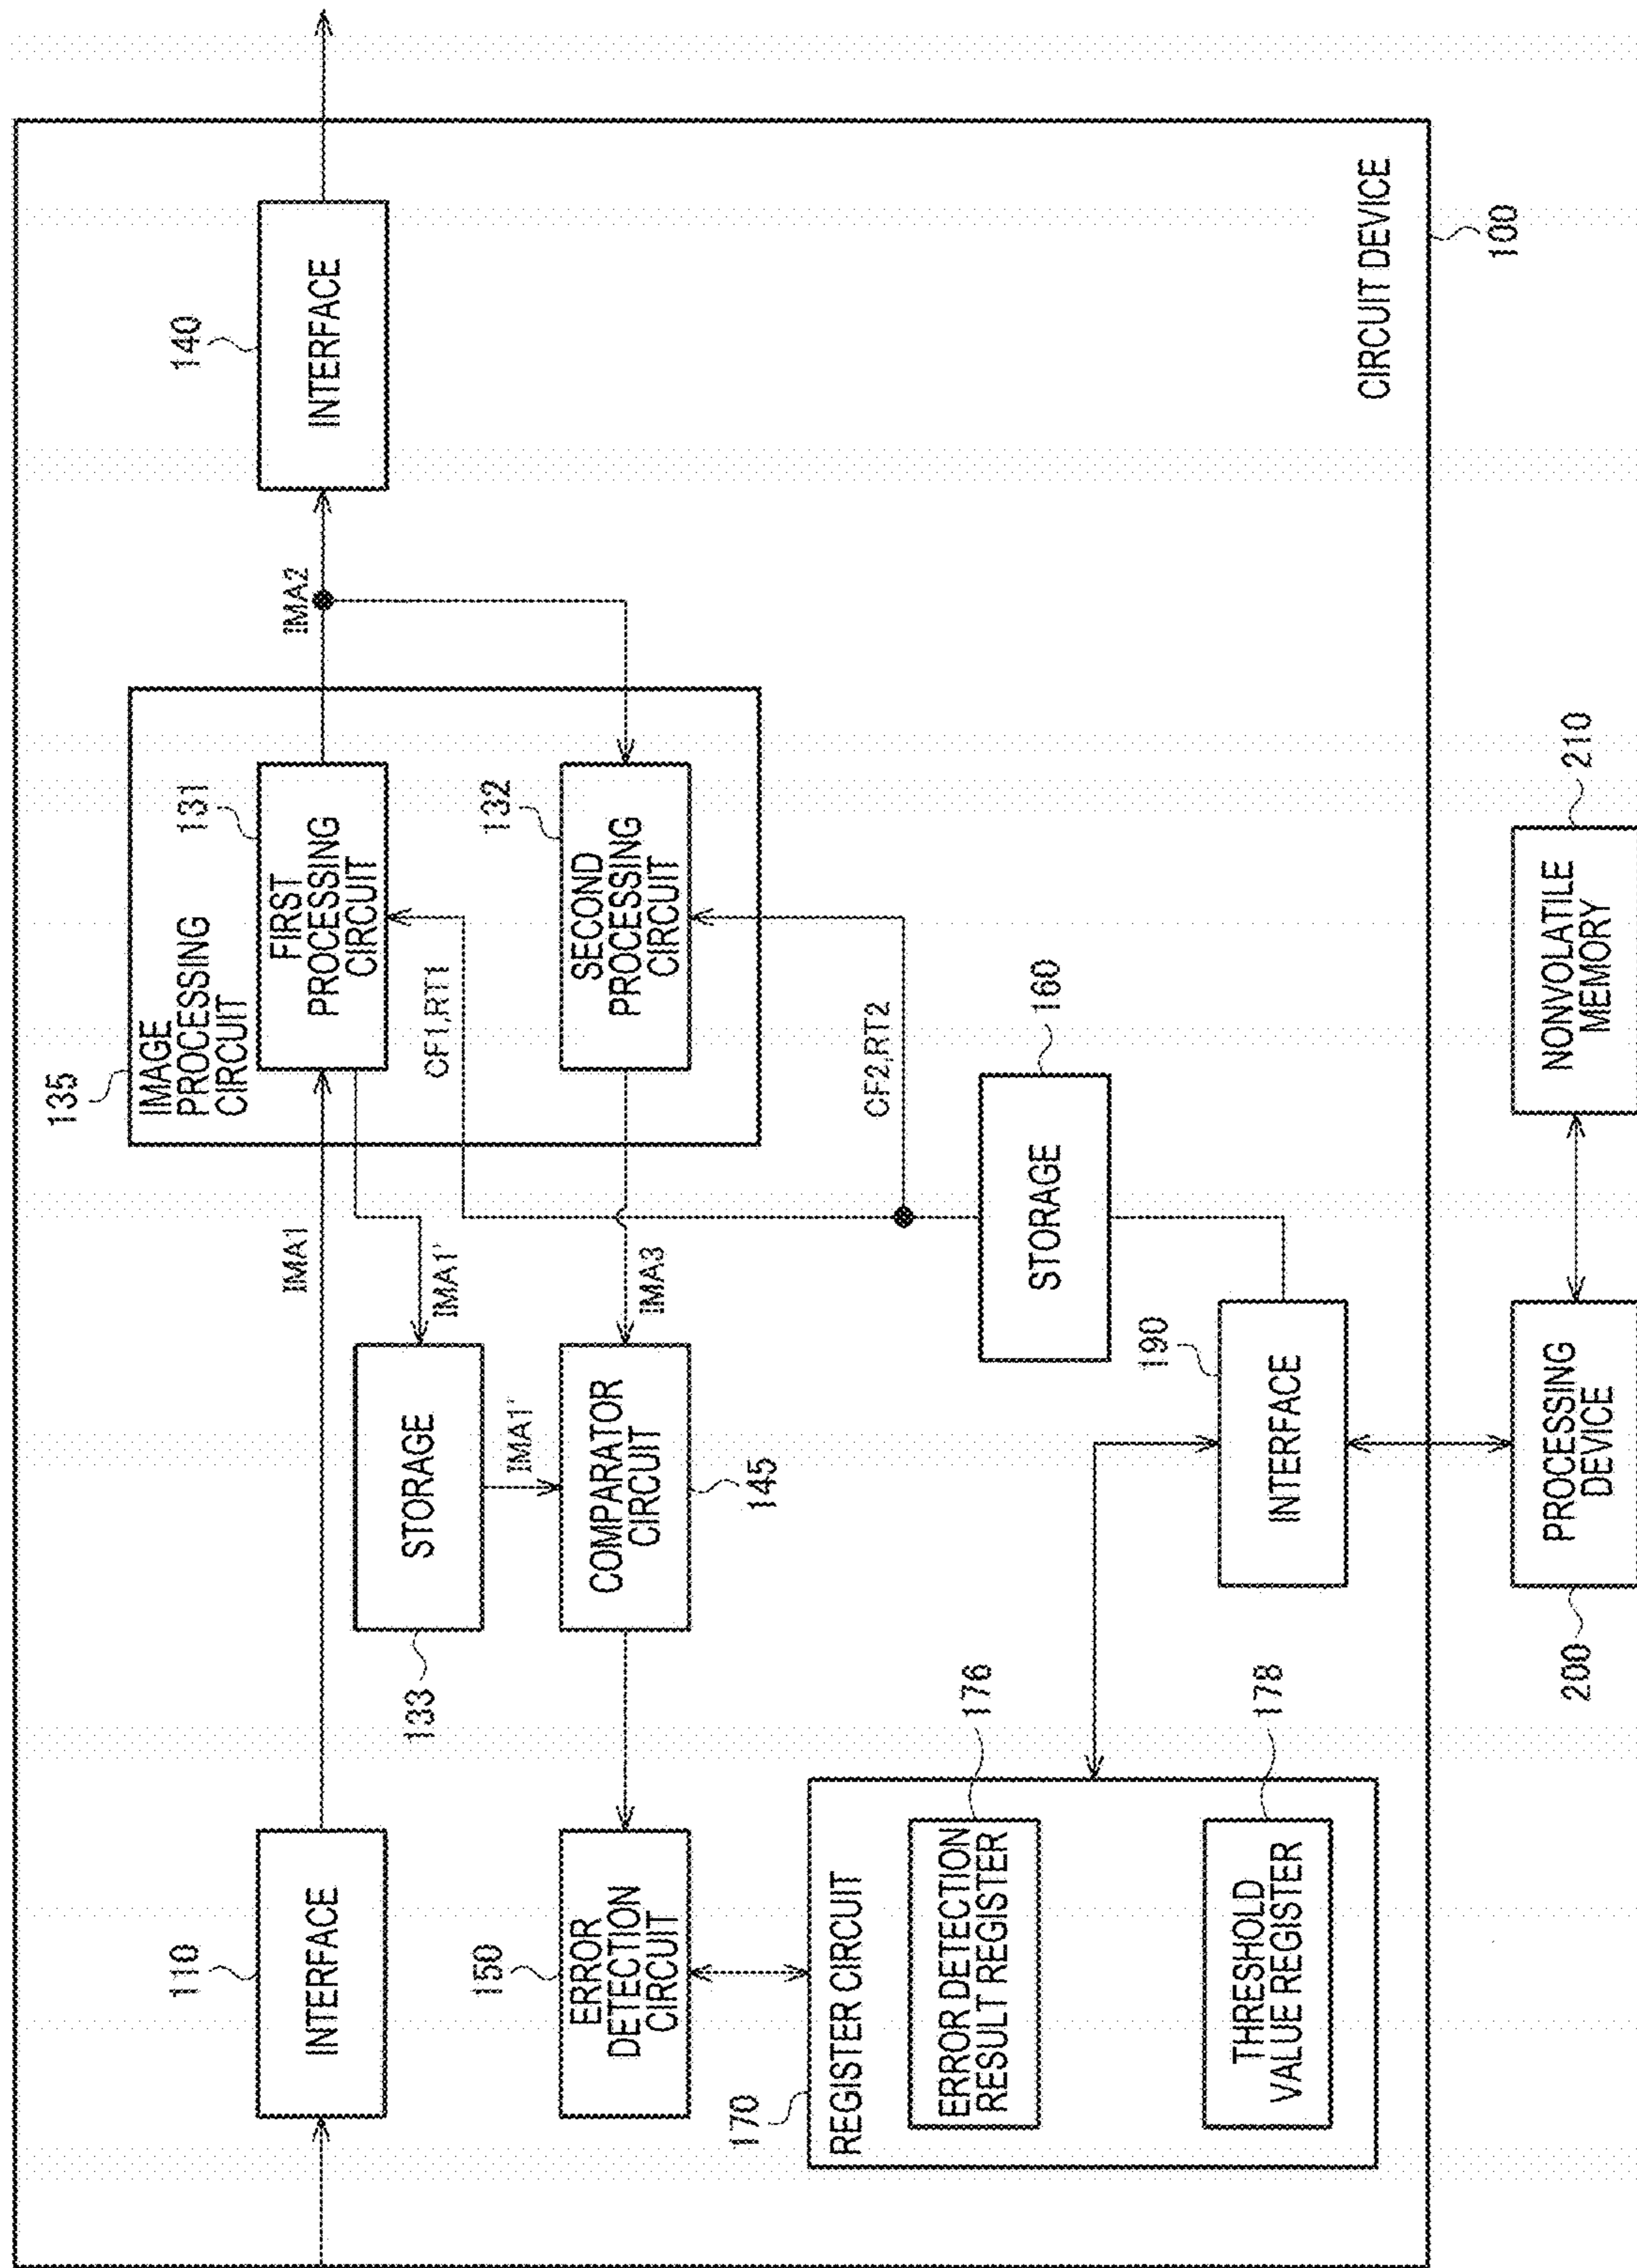 135
IMAGE
PROCESSING
CIRCUIT
110
INTERFACE
IMA1
131
FIRST
PROCESSING
CIRCUIT
IMA2
140
INTERFACE
IMA1'
133
STORAGE
CF1,RT1
IMA1'
150
ERROR
DETECTION
CIRCUIT
COMPARATOR
CIRCUIT
145
IMA3
132
SECOND
PROCESSING
CIRCUIT
CF2,RT2
170
REGISTER CIRCUIT
176
ERROR DETECTION
RESULT REGISTER
178
THRESHOLD
VALUE REGISTER
160
STORAGE
190
INTERFACE
CIRCUIT DEVICE
100
200
PROCESSING
DEVICE
210
NONVOLATILE
MEMORY